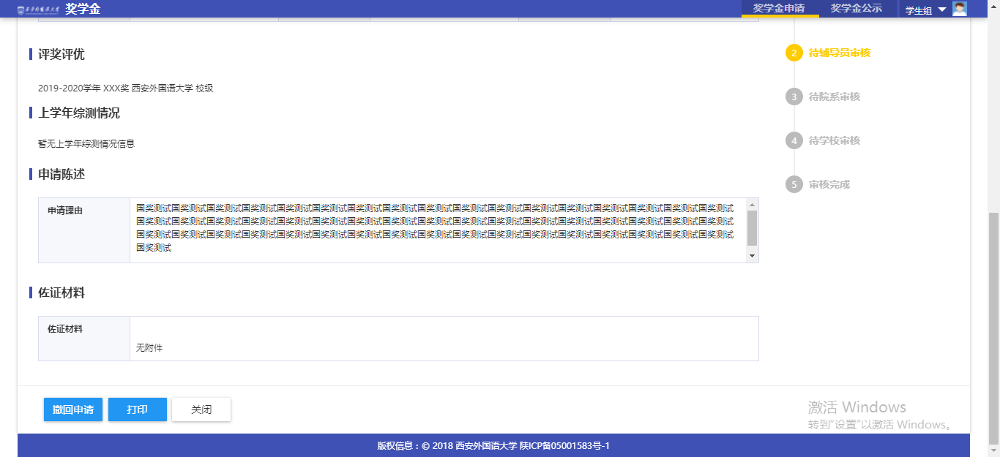 西安外国语大学 奖学金
奖学金申请 奖学金公示 学生组
评奖评优
2019-2020学年 XXX奖 西安外国语大学 校级
上学年综测情况
暂无上学年综测情况信息
申请陈述
申请理由
国奖测试国奖测试国奖测试国奖测试国奖测试国奖测试国奖测试国奖测试国奖测试国奖测试国奖测试国奖测试国奖测试国奖测试国奖测试国奖测试国奖测试
国奖测试国奖测试国奖测试国奖测试国奖测试国奖测试国奖测试国奖测试国奖测试国奖测试国奖测试国奖测试国奖测试国奖测试国奖测试国奖测试国奖测试
国奖测试国奖测试国奖测试国奖测试国奖测试国奖测试国奖测试国奖测试国奖测试国奖测试国奖测试国奖测试国奖测试国奖测试国奖测试国奖测试国奖测试
国奖测试
佐证材料
佐证材料
无附件
2 待辅导员审核
3 待院系审核
4 待学校审核
5 审核完成
撤回申请 打印 关闭
激活 Windows
转到"设置"以激活 Windows。
版权信息：© 2018 西安外国语大学 陕ICP备05001583号-1